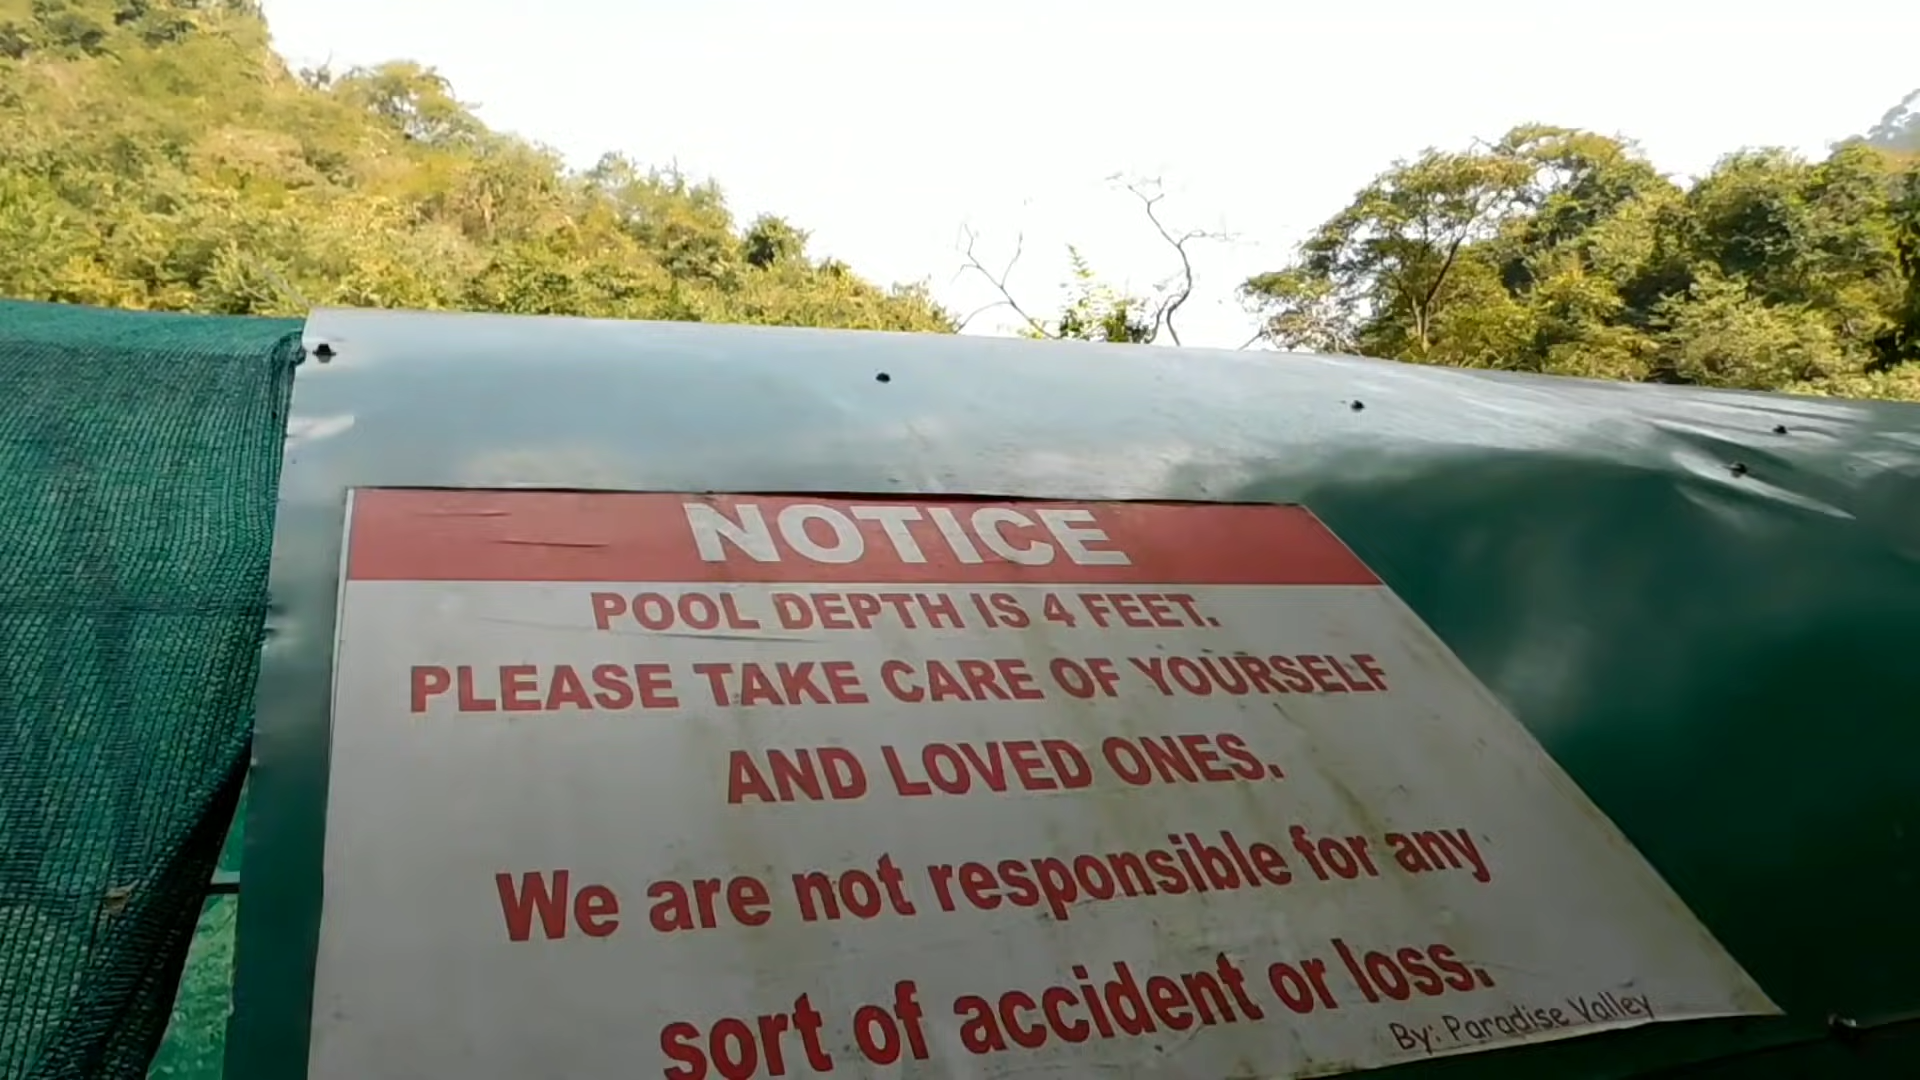 NOTICE
POOL DEPTH IS 4 FEET.
PLEASE TAKE CARE OF YOURSELF
AND LOVED ONES.
We are not responsible for any
sort of accident or loss.
By: Paradise Valley